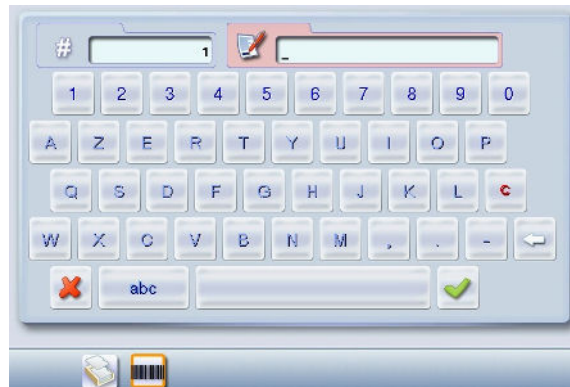 # 1 _
1 2 3 4 5 6 7 8 9 0
A Z E R T Y U I O P
Q S D F G H J K L C
W X C V B N M , . -
abc